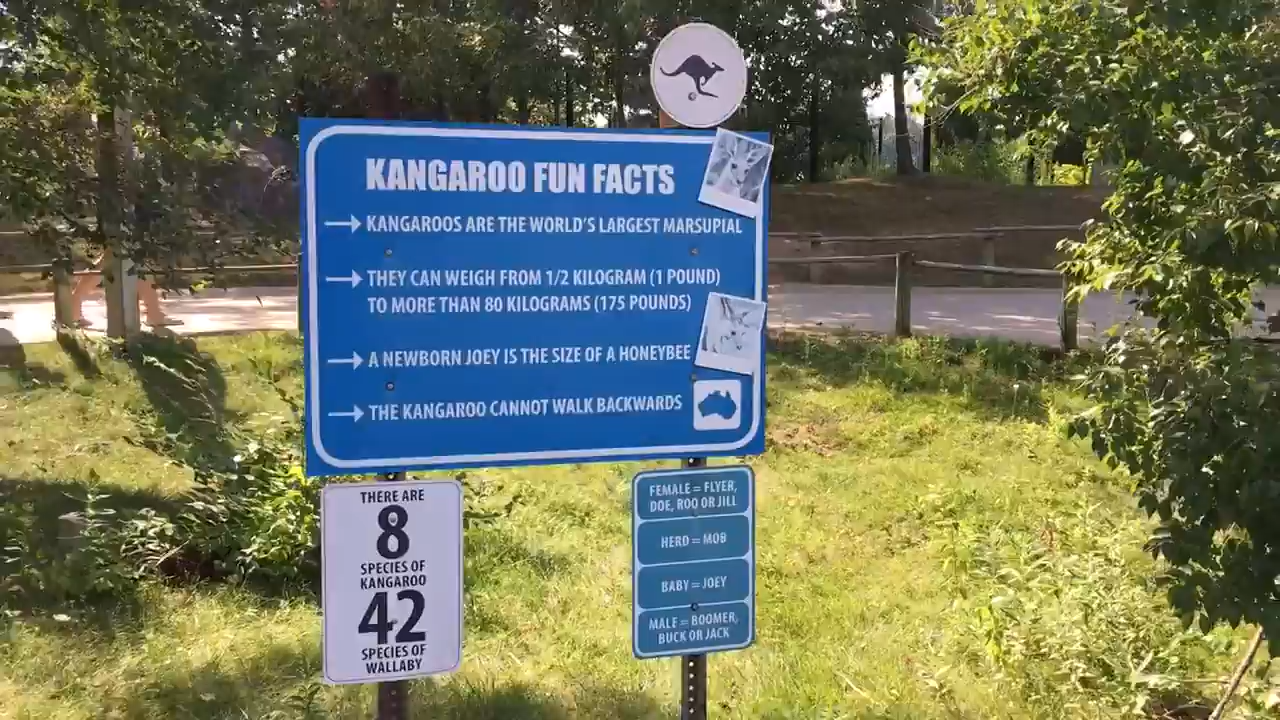 KANGAROO FUN FACTS
KANGAROOS ARE THE WORLD'S LARGEST MARSUPIAL
THEY CAN WEIGH FROM 1/2 KILOGRAM (1 POUND)
TO MORE THAN 80 KILOGRAMS (175 POUNDS)
A NEWBORN JOEY IS THE SIZE OF A HONEYBEE
THE KANGAROO CANNOT WALK BACKWARDS
THERE ARE
8
SPECIES OF
KANGAROO
42
SPECIES OF
WALLABY
FEMALE = FLYER,
DOE, ROO OR JILL
HERD = MOB
BABY = JOEY
MALE = BOOMER,
BUCK OR JACK